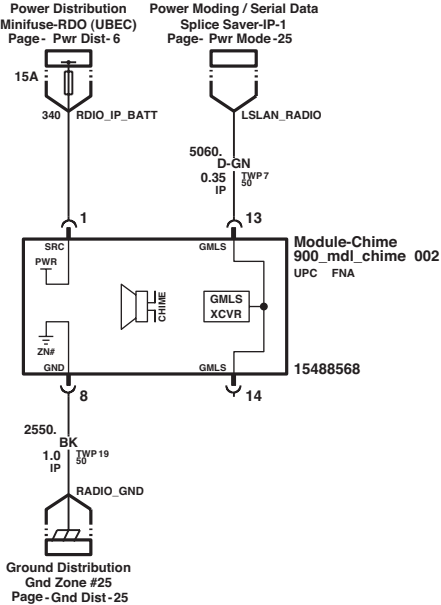 Power Distribution
Minifuse-RDO (UBEC)
Page- Pwr Dist- 6
Power Moding / Serial Data
Splice Saver-IP-1
Page- Pwr Mode-25
15A
340 RDIO_IP_BATT
LSLAN_RADIO
5060.
D-GN
0.35 TWP 7
IP 50
1
13
SRC
GMLS
PWR
Module-Chime
900_mdl_chime 002
UPC FNA
CHIME
GMLS
XCVR
ZN#
GND
GMLS
15488568
8
14
2550.
BK
1.0 TWP 19
IP 50
RADIO_GND
Ground Distribution
Gnd Zone #25
Page-Gnd Dist-25